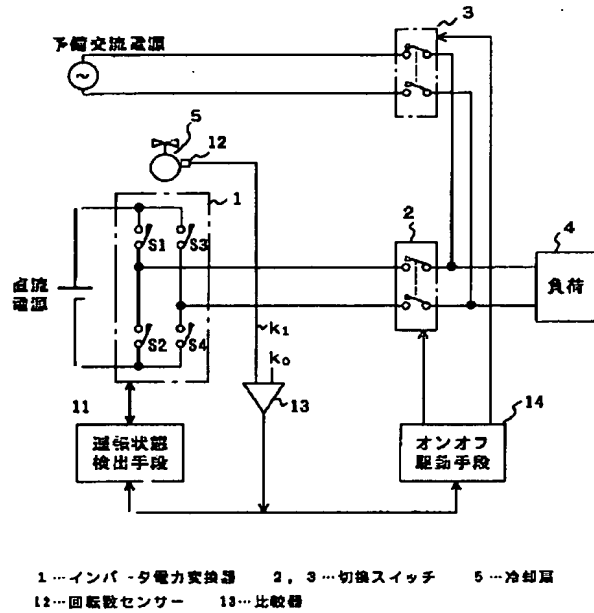 予備交流電源
~
3
5
12
1
2
4
S1
S3
直流
電源
負荷
S2
S4
k1
k0
11
13
14
運転状態
検出手段
オンオフ
駆動手段
1…インバータ電力変換器 2, 3…切換スイッチ 5…冷却扇
12…回転数センサー 13…比較器